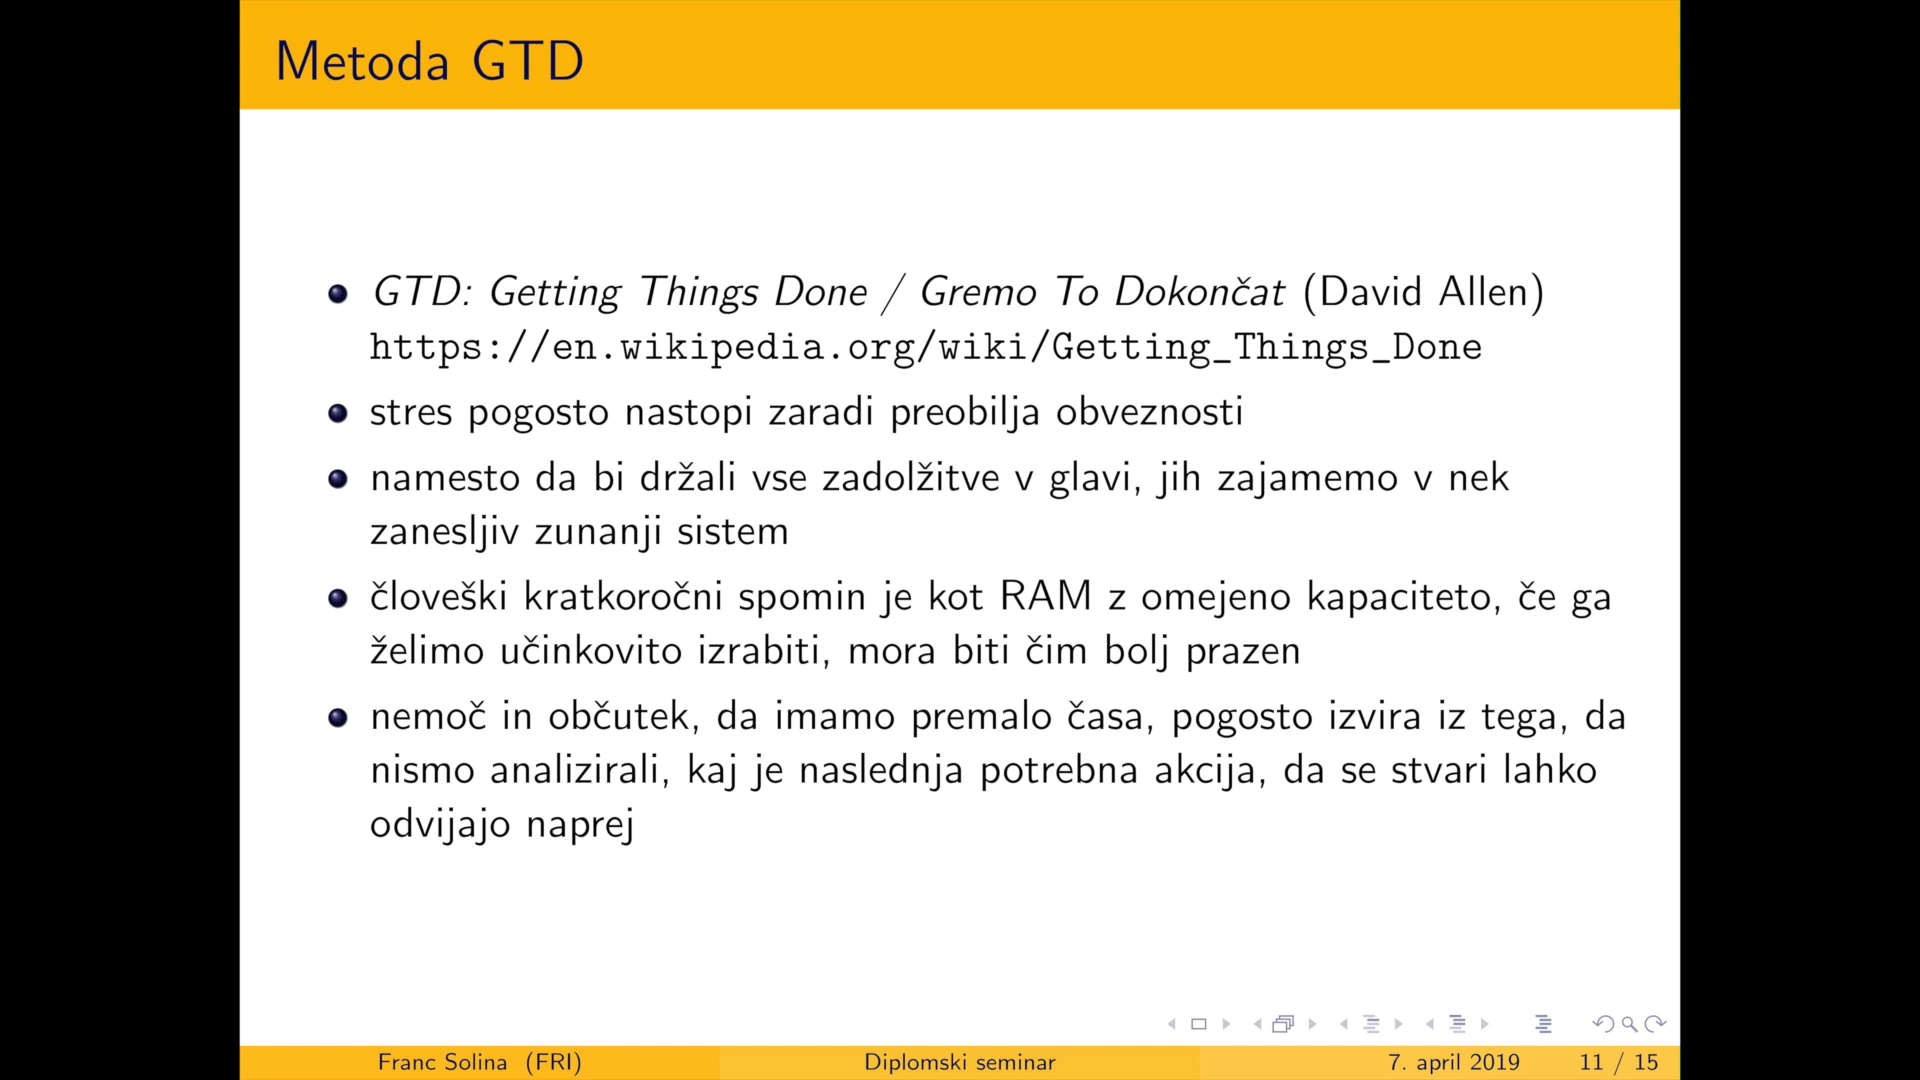 Metoda GTD
GTD: Getting Things Done / Gremo To Dokončat (David Allen)
https://en.wikipedia.org/wiki/Getting_Things_Done
stres pogosto nastopi zaradi preobilja obveznosti
namesto da bi držali vse zadolžitve v glavi, jih zajamemo v nek
zanesljiv zunanji sistem
človeški kratkoročni spomin je kot RAM z omejeno kapaciteto, če ga
želimo učinkovito izrabiti, mora biti čim bolj prazen
nemoč in občutek, da imamo premalo časa, pogosto izvira iz tega, da
nismo analizirali, kaj je naslednja potrebna akcija, da se stvari lahko
odvijajo naprej
Franc Solina (FRI) Diplomski seminar 7. april 2019 11 / 15